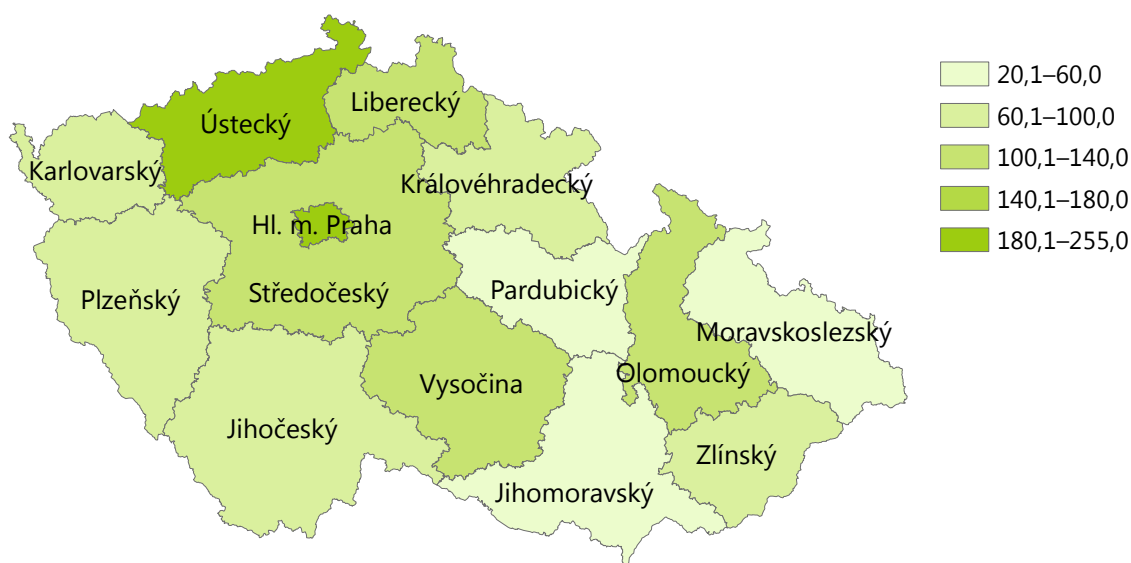 Ústecký
Liberecký
Karlovarský
Královéhradecký
Hl. m. Praha
Plzeňský
Středočeský
Pardubický
Moravskoslezský
Vysočina
Olomoucký
Jihočeský
Zlínský
Jihomoravský
20,1–60,0
60,1–100,0
100,1–140,0
140,1–180,0
180,1–255,0